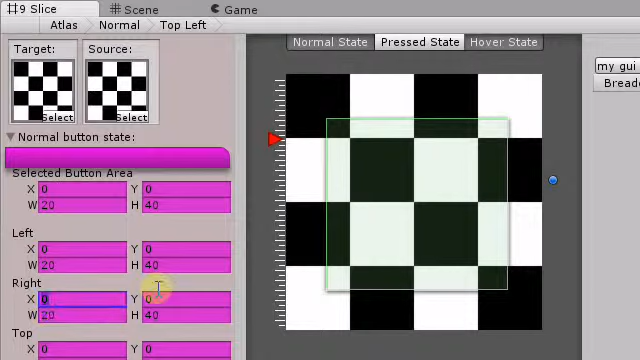 9 Slice Scene Game
Atlas Normal Top Left
Normal State Pressed State Hover State
Target: Source:
Select Select
my gui
Bread
Normal button state:
Selected Button Area
X 0 Y 0
W 20 H 40
Left
X 0 Y 0
W 20 H 40
Right
X 0 Y 0
W 20 H 40
Top
X 0 Y 0